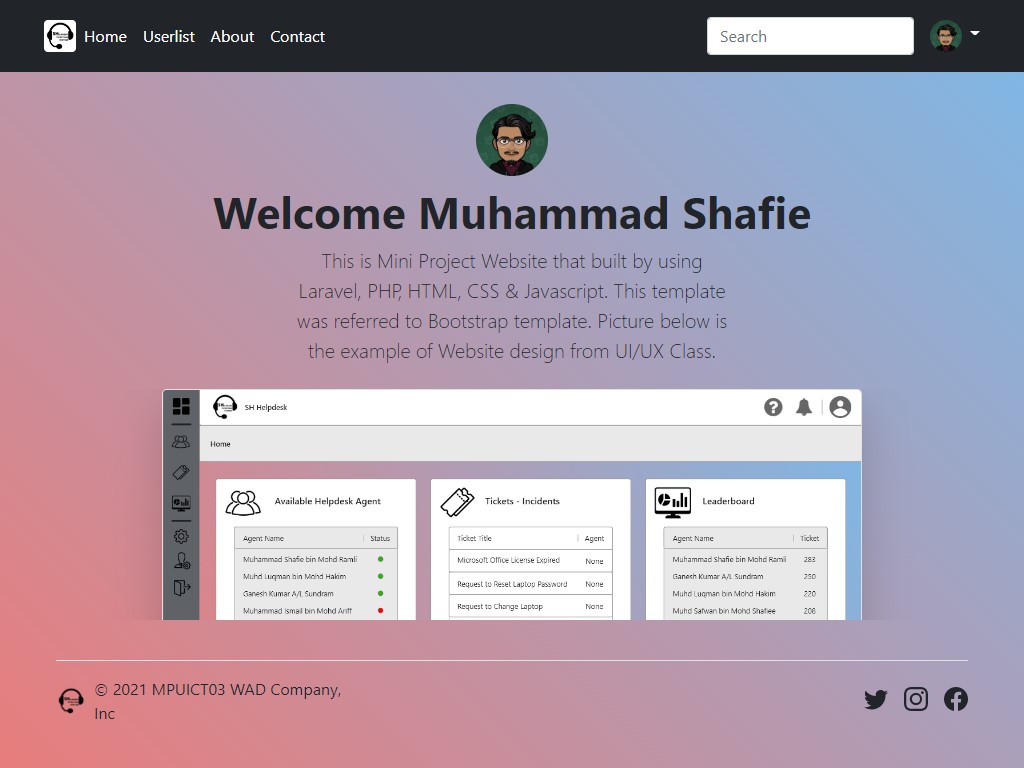 Home Userlist About Contact Search
Welcome Muhammad Shafie
This is Mini Project Website that built by using
Laravel, PHP, HTML, CSS & Javascript. This template
was referred to Bootstrap template. Picture below is
the example of Website design from UI/UX Class.
SH Helpdesk
Home
Available Helpdesk Agent
Agent Name Status
Muhammad Shafie bin Mohd Ramli
Muhd Luqman bin Mohd Hakim
Ganesh Kumar A/L Sundram
Muhammad Ismail bin Mohd Ariff
Tickets - Incidents
Ticket Title Agent
Microsoft Office License Expired None
Request to Reset Laptop Password None
Request to Change Laptop None
Leaderboard
Agent Name Ticket
Muhammad Shafie bin Mohd Ramli 283
Ganesh Kumar A/L Sundram 250
Muhd Luqman bin Mohd Hakim 220
Muhd Safwan bin Mohd Shafiee 208
© 2021 MPUICT03 WAD Company,
Inc